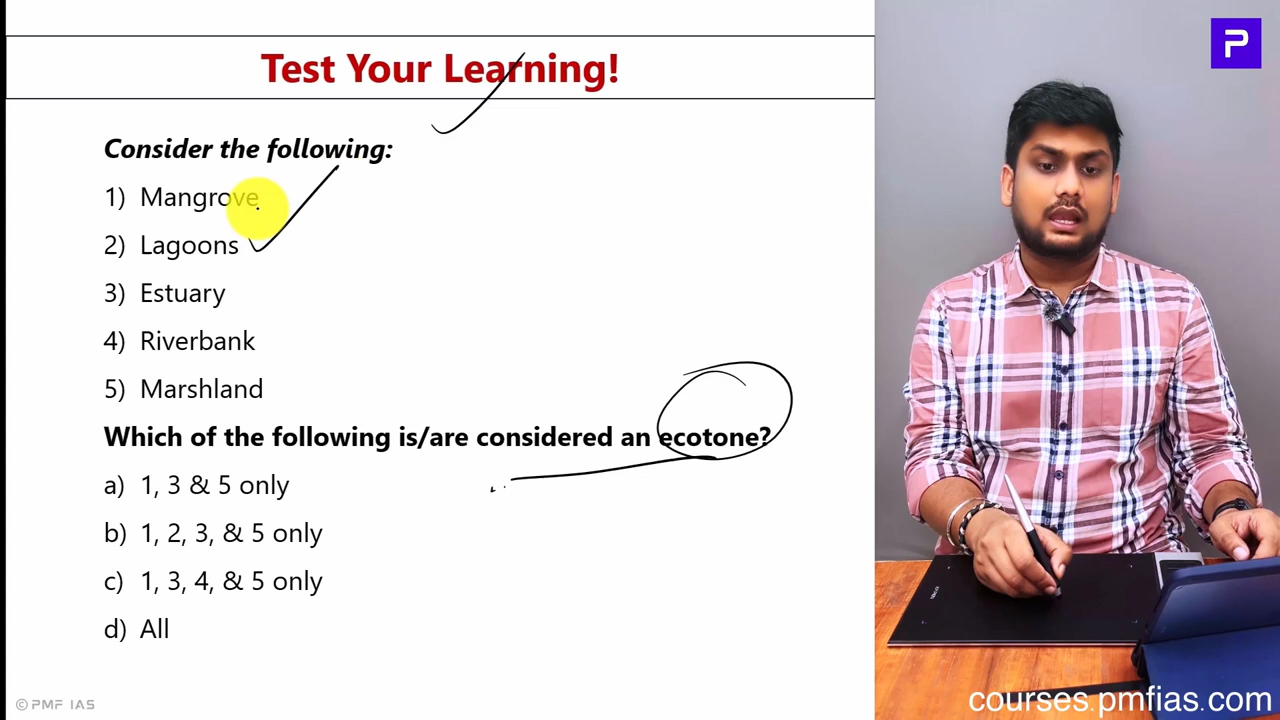 Test Your Learning!
P
Consider the following:
1) Mangrove
2) Lagoons
3) Estuary
4) Riverbank
5) Marshland
Which of the following is/are considered an ecotone?
a) 1, 3 & 5 only
b) 1, 2, 3, & 5 only
c) 1, 3, 4, & 5 only
d) All
© PMF IAS
courses.pmfias.com